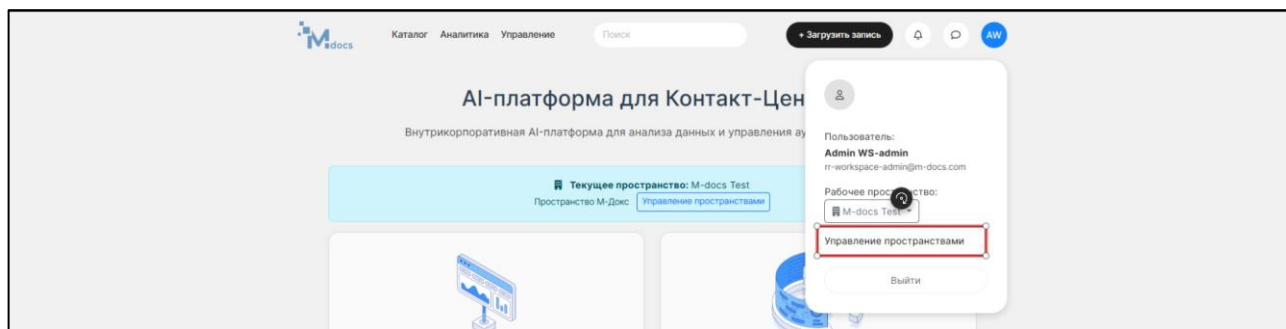 Mdocs
Каталог Аналитика Управление Поиск + Загрузить запись AW
AI-платформа для Контакт-Цен
Внутрикорпоративная AI-платформа для анализа данных и управления ау
Текущее пространство: M-docs Test
Пространство М-Докс Управление пространствами
Пользователь:
Admin WS-admin
rr-workspace-admin@m-docs.com
Рабочее прос ство:
M-docs Test
Управление пространствами
Выйти